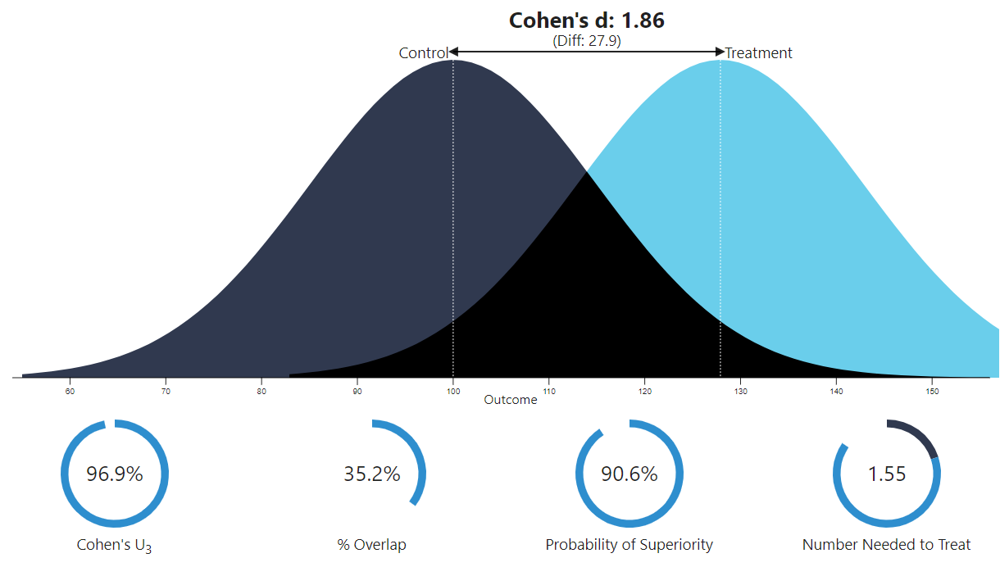 Cohen's d: 1.86
(Diff: 27.9)
Control Treatment
60 70 80 90 100 110 120 130 140 150
Outcome
96.9% 35.2% 90.6% 1.55
Cohen's U3 % Overlap Probability of Superiority Number Needed to Treat